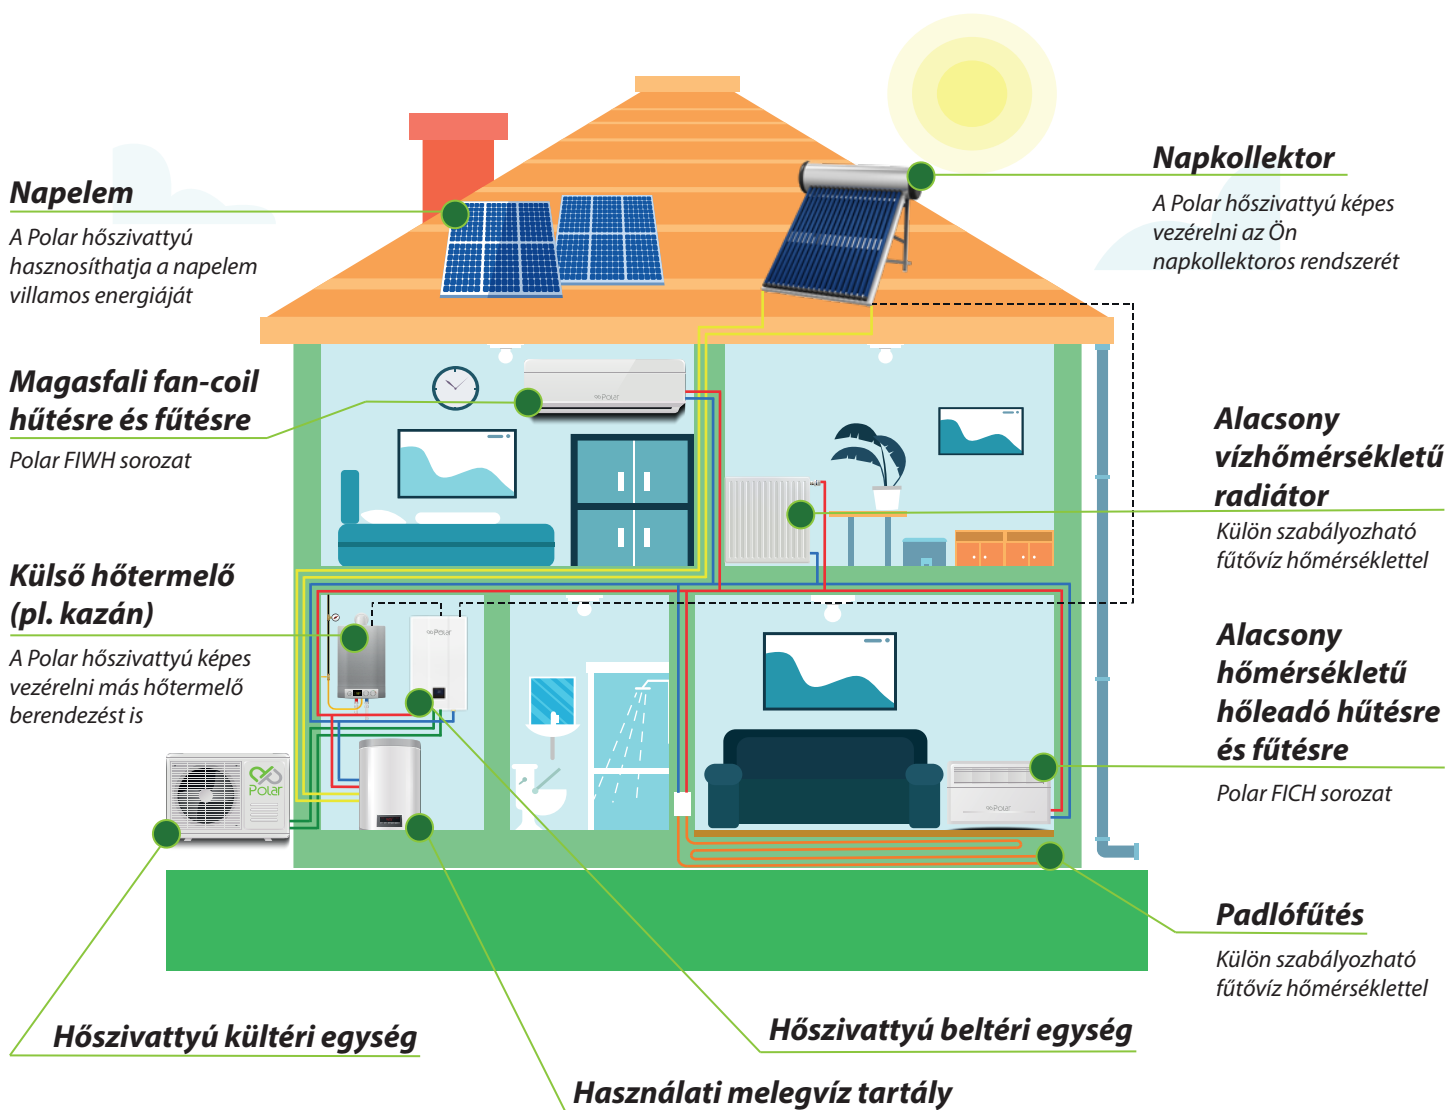 Napelem
A Polar hőszivattyú
hasznosíthatja a napelem
villamos energiáját
Napkollektor
A Polar hőszivattyú képes
vezérelni az Ön
napkollektoros rendszerét
Magasfali fan-coil
hűtésre és fűtésre
Polar FIWH sorozat
Polar
Alacsony
vízhőmérsékletű
radiátor
Külön szabályozható
fűtővíz hőmérséklettel
Külső hőtermelő
(pl. kazán)
A Polar hőszivattyú képes
vezérelni más hőtermelő
berendezést is
Polar
Alacsony
hőmérsékletű
hőleadó hűtésre
és fűtésre
Polar FICH sorozat
Polar
Polar
Padlófűtés
Külön szabályozható
fűtővíz hőmérséklettel
Hőszivattyú kültéri egység
Hőszivattyú beltéri egység
Használati melegvíz tartály